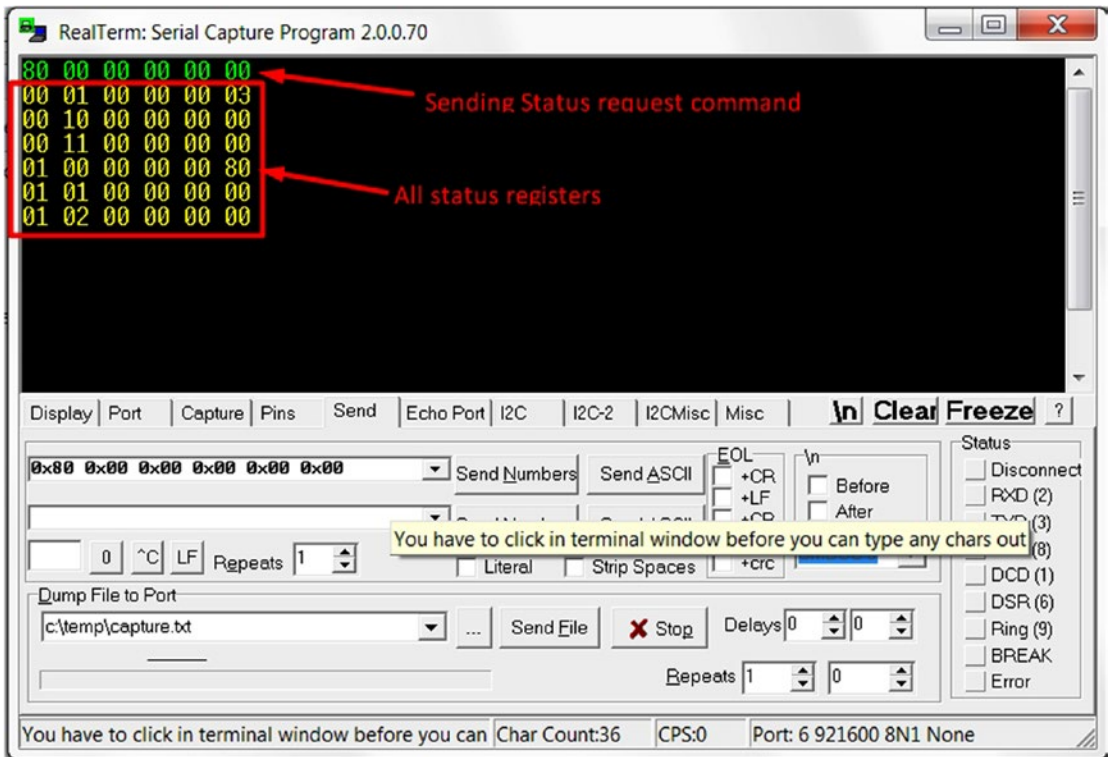 RealTerm: Serial Capture Program 2.0.0.70
80 00 00 00 00 00
00 01 00 00 00 03
00 10 00 00 00 00
00 11 00 00 00 00
01 00 00 00 00 80
01 01 00 00 00 00
01 02 00 00 00 00
Sending Status request command
All status registers
Display Port Capture Pins Send Echo Port I2C I2C-2 I2CMisc Misc \n Clear Freeze ?
0x80 0x00 0x00 0x00 0x00 0x00
Send Numbers Send ASCII
EOL
+CR
+LF
+CR
\n
Before
After
You have to click in terminal window before you can type any chars out
0 ^C LF Repeats 1
Literal Strip Spaces +crc
Dump File to Port
c:\temp\capture.txt ... Send File Stop Delays 0 0
Repeats 1 0
Status
Disconnect
RXD (2)
(3)
(8)
DCD (1)
DSR (6)
Ring (9)
BREAK
Error
You have to click in terminal window before you can Char Count:36 CPS:0 Port: 6 921600 8N1 None